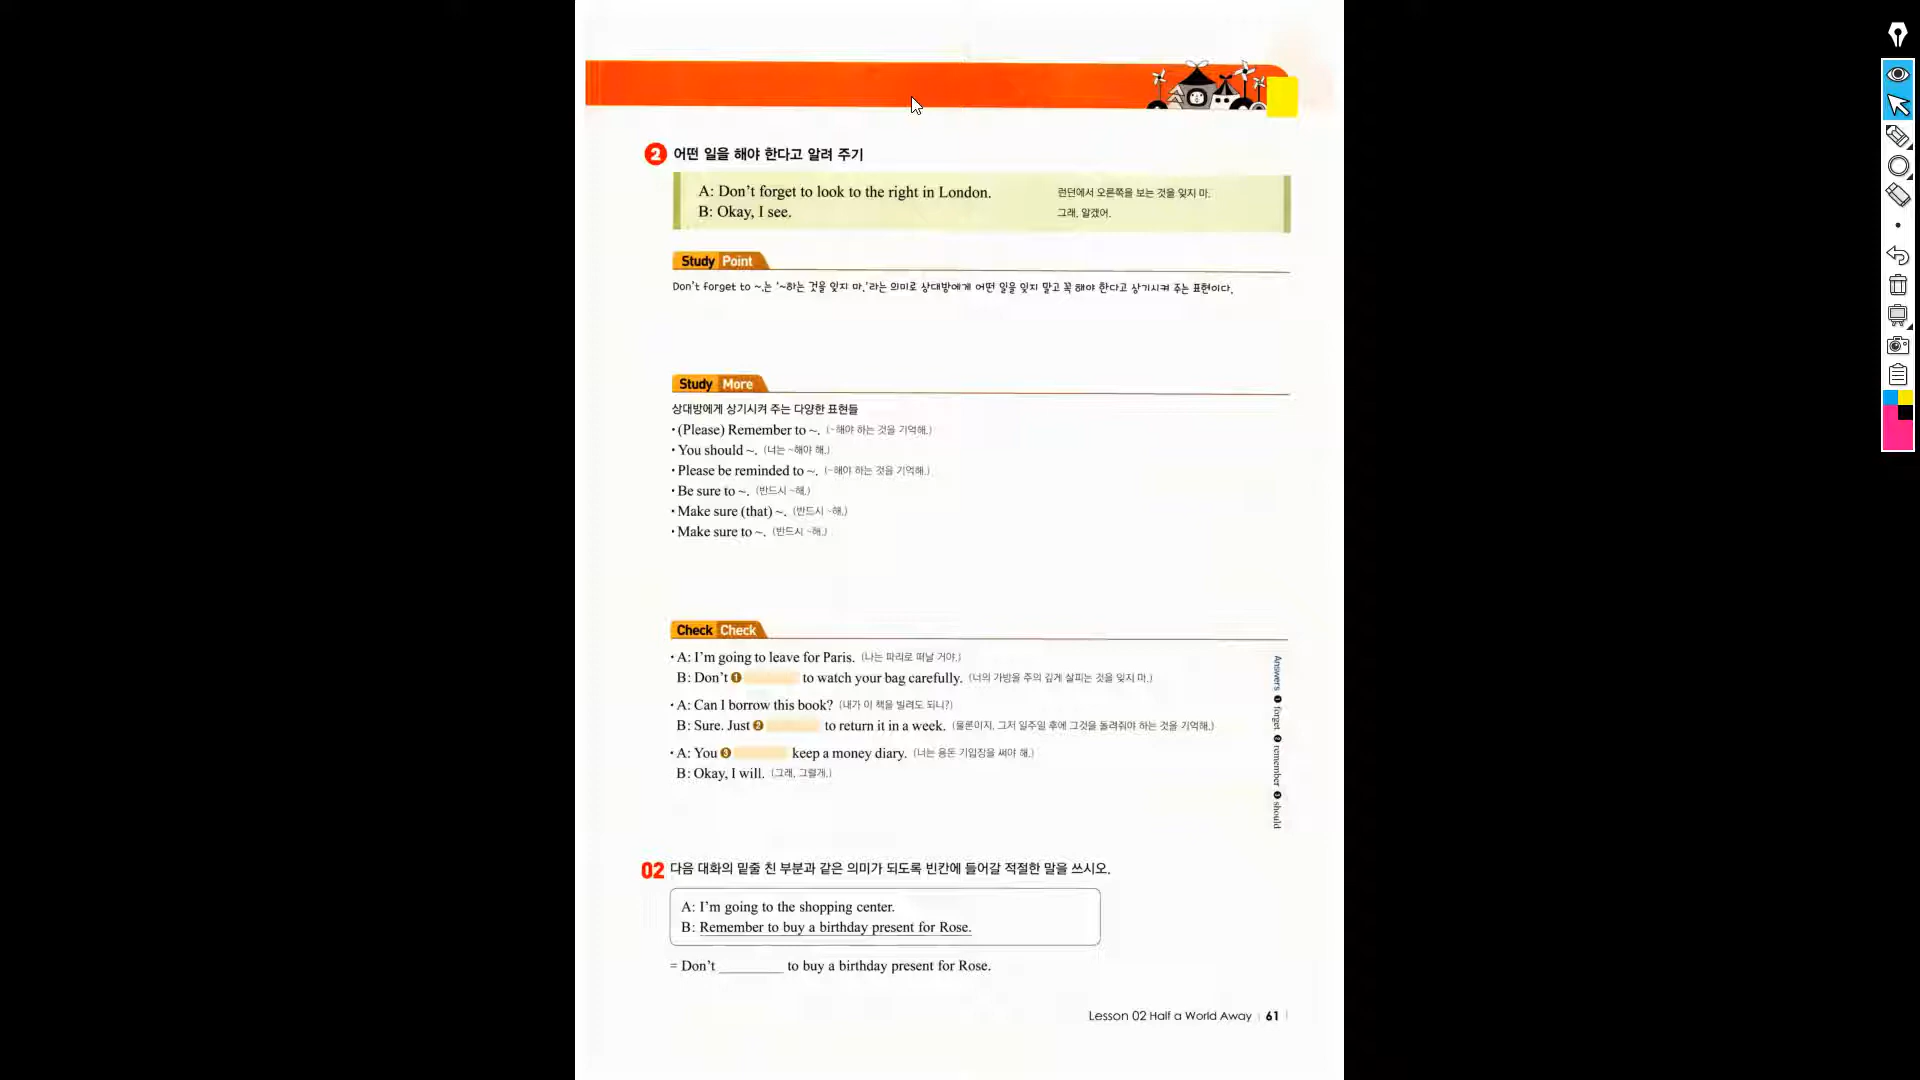 2 어떤 일을 해야 한다고 알려 주기
A: Don't forget to look to the right in London. 런던에서 오른쪽을 보는 것을 잊지 마.
B: Okay, I see. 그래, 알겠어.
Study Point
Don't forget to ~.는 '~하는 것을 잊지 마.'라는 의미로 상대방에게 어떤 일을 잊지 말고 꼭 해야 한다고 상기시켜 주는 표현이다.
Study More
상대방에게 상기시켜 주는 다양한 표현들
• (Please) Remember to ~. (~해야 하는 것을 기억해.)
• You should ~. (너는 ~해야 해.)
• Please be reminded to ~. (~해야 하는 것을 기억해.)
• Be sure to ~. (반드시 ~해.)
• Make sure (that) ~. (반드시 ~해.)
• Make sure to ~. (반드시 ~해.)
Check Check
• A: I'm going to leave for Paris. (나는 파리로 떠날 거야.)
B: Don't ❶ to watch your bag carefully. (너의 가방을 주의 깊게 살피는 것을 잊지 마.)
• A: Can I borrow this book? (내가 이 책을 빌려도 되니?)
B: Sure. Just ❷ to return it in a week. (물론이지, 그저 일주일 후에 그것을 돌려줘야 하는 것을 기억해.)
• A: You ❸ keep a money diary. (너는 용돈 기입장을 써야 해.)
B: Okay, I will. (그래, 그럴게.)
Answers ❶ forget ❷ remember ❸ should
02 다음 대화의 밑줄 친 부분과 같은 의미가 되도록 빈칸에 들어갈 적절한 말을 쓰시오.
A: I'm going to the shopping center.
B: Remember to buy a birthday present for Rose.
= Don't ________ to buy a birthday present for Rose.
Lesson 02 Half a World Away | 61